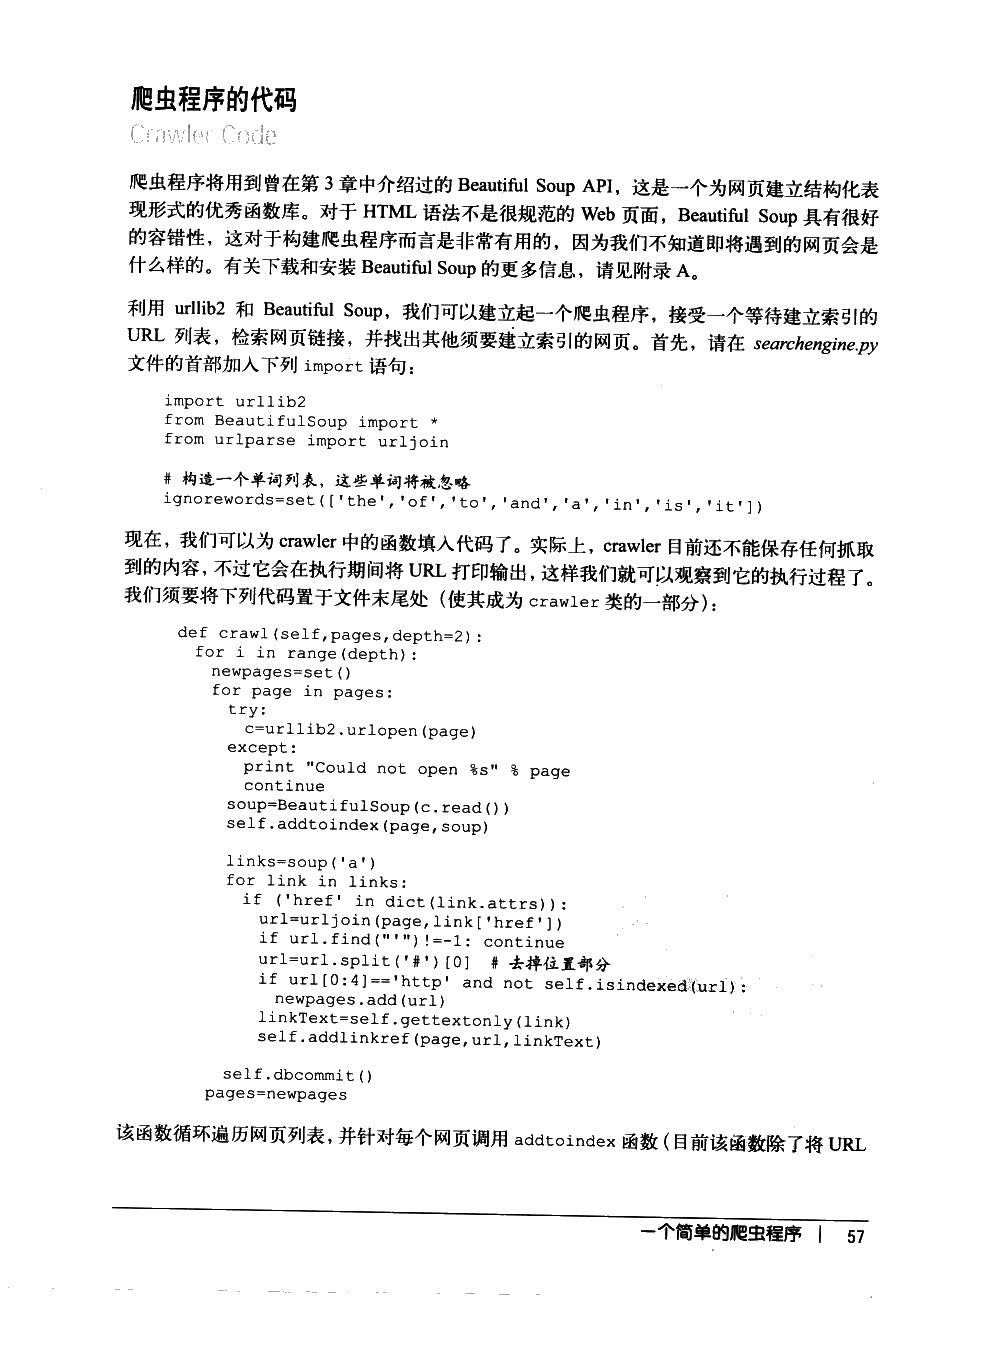 爬虫程序的代码
Crawler Code
爬虫程序将用到曾在第 3 章中介绍过的 Beautiful Soup API，这是一个为网页建立结构化表
现形式的优秀函数库。对于 HTML 语法不是很规范的 Web 页面，Beautiful Soup 具有很好
的容错性，这对于构建爬虫程序而言是非常有用的，因为我们不知道即将遇到的网页会是
什么样的。有关下载和安装 Beautiful Soup 的更多信息，请见附录 A。
利用 urllib2 和 Beautiful Soup，我们可以建立起一个爬虫程序，接受一个等待建立索引的
URL 列表，检索网页链接，并找出其他须要建立索引的网页。首先，请在 searchengine.py
文件的首部加入下列 import 语句：
import urllib2
from BeautifulSoup import *
from urlparse import urljoin
# 构造一个单词列表，这些单词将被忽略
ignorewords=set(['the','of','to','and','a','in','is','it'])
现在，我们可以为 crawler 中的函数填入代码了。实际上，crawler 目前还不能保存任何抓取
到的内容，不过它会在执行期间将 URL 打印输出，这样我们就可以观察到它的执行过程了。
我们须要将下列代码置于文件末尾处（使其成为 crawler 类的一部分）：
def crawl(self,pages,depth=2):
for i in range(depth):
newpages=set()
for page in pages:
try:
c=urllib2.urlopen(page)
except:
print "Could not open %s" % page
continue
soup=BeautifulSoup(c.read())
self.addtoindex(page,soup)
links=soup('a')
for link in links:
if ('href' in dict(link.attrs)):
url=urljoin(page,link['href'])
if url.find("'")!=-1: continue
url=url.split('#')[0] # 去掉位置部分
if url[0:4]=='http' and not self.isindexed(url):
newpages.add(url)
linkText=self.gettextonly(link)
self.addlinkref(page,url,linkText)
self.dbcommit()
pages=newpages
该函数循环遍历网页列表，并针对每个网页调用 addtoindex 函数（目前该函数除了将 URL
一个简单的爬虫程序 | 57